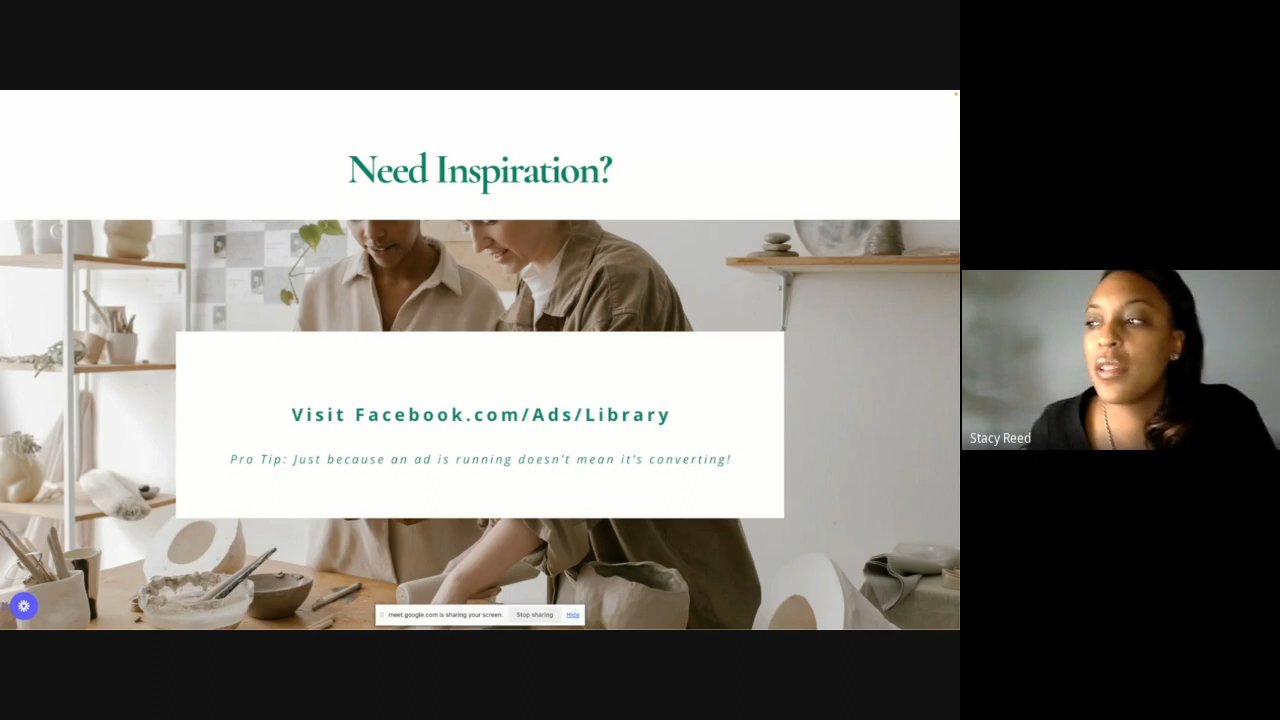 Need Inspiration?
Visit Facebook.com/Ads/Library
Pro Tip: Just because an ad is running doesn't mean it's converting!
meet.google.com is sharing your screen. Stop sharing Hide
Stacy Reed